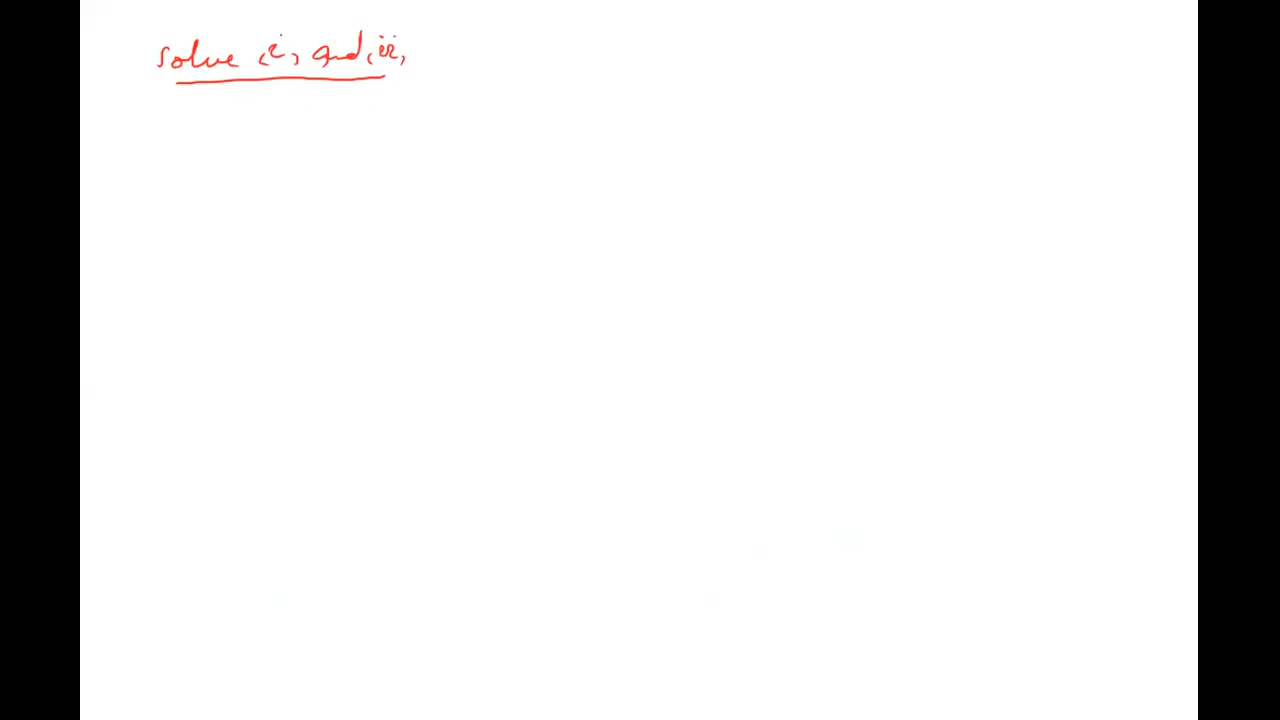 solve (i) and (ii)